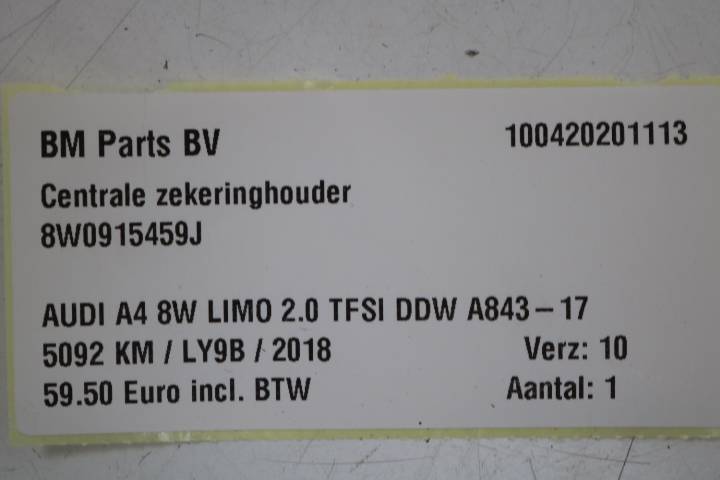 BM Parts BV 100420201113
Centrale zekeringhouder
8W0915459J
AUDI A4 8W LIMO 2.0 TFSI DDW A843-17
5092 KM / LY9B / 2018 Verz: 10
59.50 Euro incl. BTW Aantal: 1